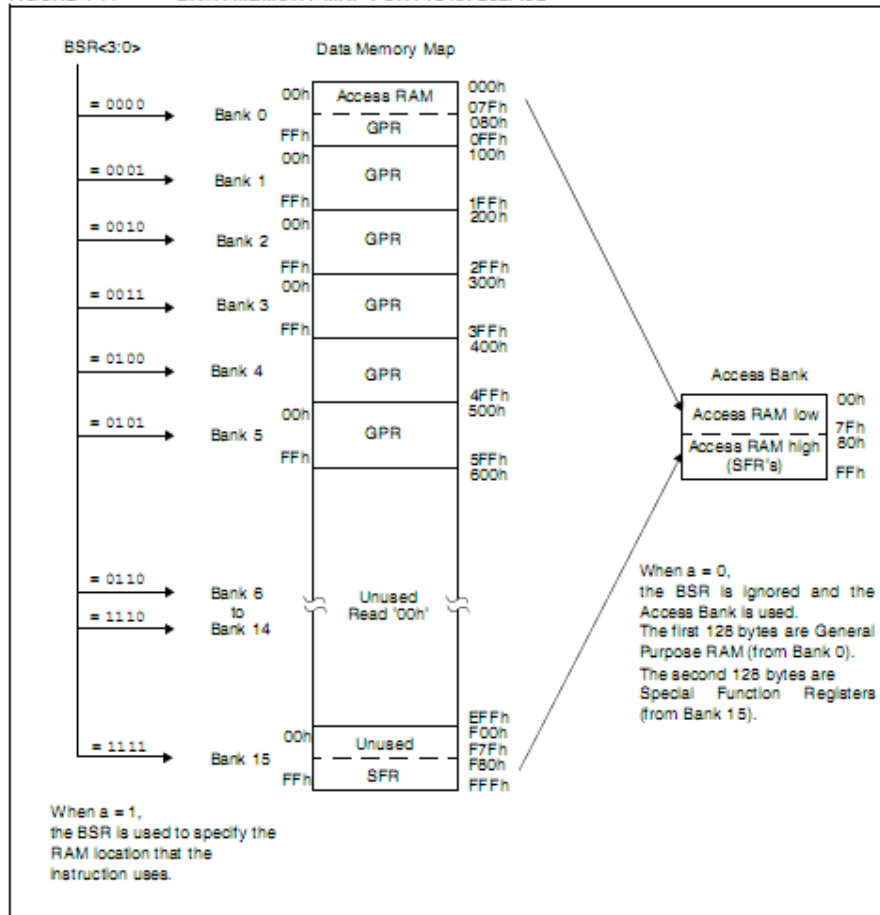 BSR<3:0>
Data Memory Map
= 0000
Bank 0
00h
Access RAM
000h
07Fh
FFh
GPR
080h
0FFh
= 0001
Bank 1
00h
GPR
100h
FFh
1FFh
= 0010
Bank 2
00h
GPR
200h
FFh
2FFh
= 0011
Bank 3
00h
GPR
300h
FFh
3FFh
= 0100
Bank 4
GPR
400h
4FFh
= 0101
Bank 5
00h
GPR
500h
FFh
5FFh
600h
= 0110
= 1110
Bank 6
to
Bank 14
Unused
Read '00h'
EFFh
= 1111
Bank 15
00h
Unused
F00h
F7Fh
FFh
SFR
F80h
FFFh
When a = 1,
the BSR is used to specify the
RAM location that the
instruction uses.
Access Bank
Access RAM low
00h
7Fh
Access RAM high
(SFR's)
80h
FFh
When a = 0,
the BSR is ignored and the
Access Bank is used.
The first 128 bytes are General
Purpose RAM (from Bank 0).
The second 128 bytes are
Special Function Registers
(from Bank 15).